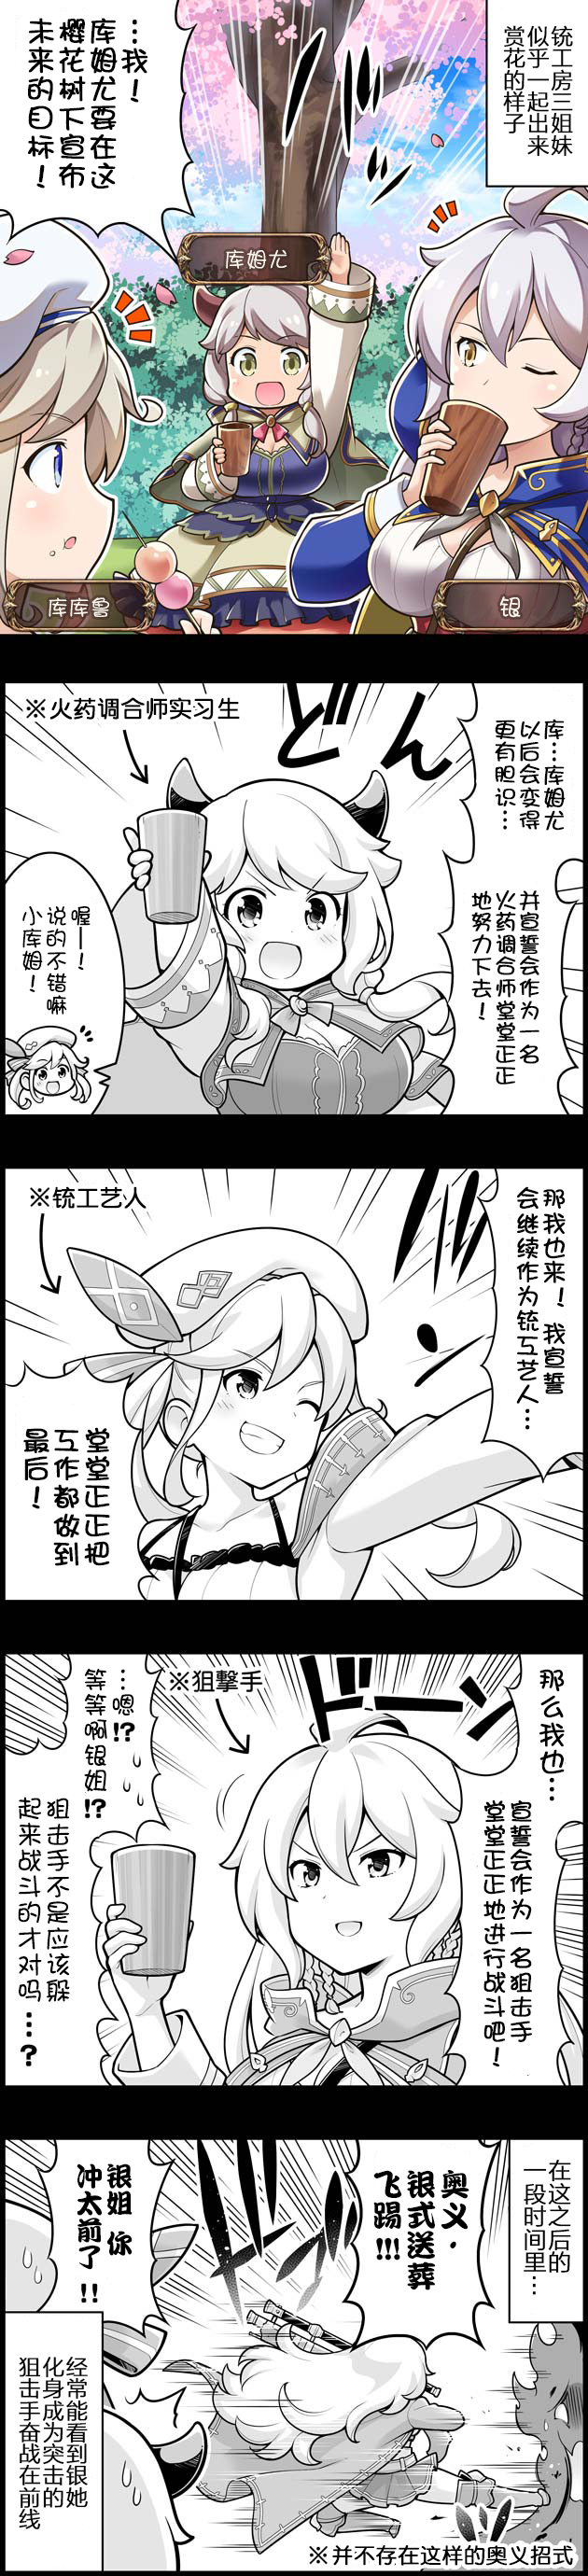 铳工房三姐妹
似乎一起出来
赏花的样子
…我！
库姆尤要在这
樱花树下宣布
未来的目标！
ビッ
库姆尤
库库鲁
银
※火药调合师实习生
どん
库…库姆尤
以后会变得
更有胆识…
并宣誓会作为一名
火药调合师堂堂正正
地努力下去！
喔—！
说的不错嘛
小库姆！
※铳工艺人
那我也来！我宣誓
会继续作为铳工艺人…
堂堂正正把
工作都做到
最后！
※狙撃手
ドーン
那么我也…
宣誓会作为一名狙击手
堂堂正正地进行战斗吧！
…嗯!?
等等啊银姐!?
狙击手不是应该躲
起来战斗的才对吗…?
在这之后的
一段时间里…
奥义·
银式送葬
飞踢!!!
银姐 你
冲太前了!!
经常能看到银她
化身成为突击的
狙击手奋战在前线
※并不存在这样的奥义招式